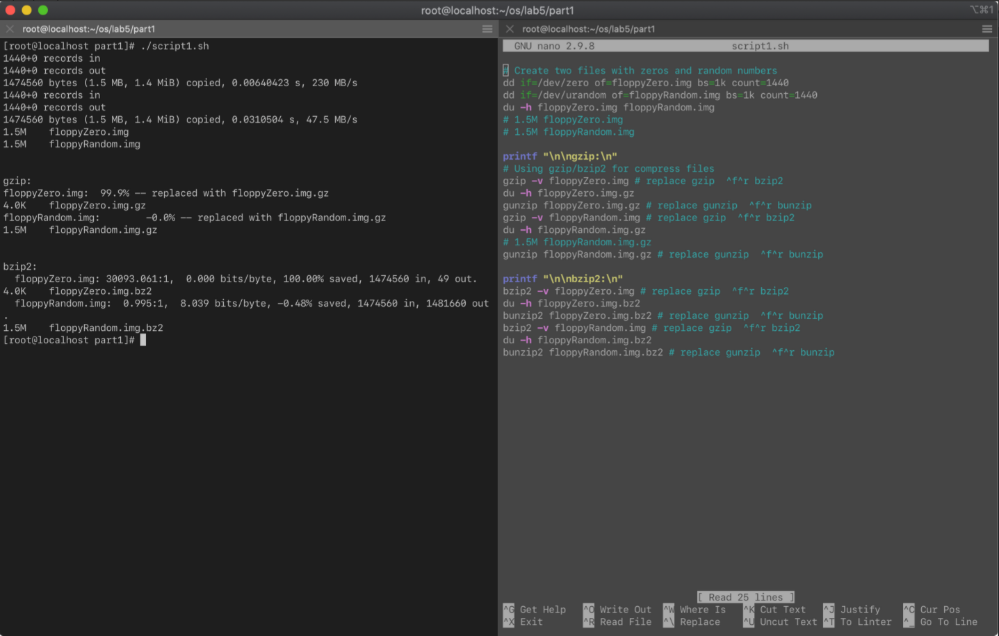 root@localhost:~/os/lab5/part1
⌥⌘1
root@localhost:~/os/lab5/part1
[root@localhost part1]# ./script1.sh
1440+0 records in
1440+0 records out
1474560 bytes (1.5 MB, 1.4 MiB) copied, 0.00640423 s, 230 MB/s
1440+0 records in
1440+0 records out
1474560 bytes (1.5 MB, 1.4 MiB) copied, 0.0310504 s, 47.5 MB/s
1.5M    floppyZero.img
1.5M    floppyRandom.img
gzip:
floppyZero.img:  99.9% -- replaced with floppyZero.img.gz
4.0K    floppyZero.img.gz
floppyRandom.img:        -0.0% -- replaced with floppyRandom.img.gz
1.5M    floppyRandom.img.gz
bzip2:
  floppyZero.img: 30093.061:1,  0.000 bits/byte, 100.00% saved, 1474560 in, 49 out.
4.0K    floppyZero.img.bz2
  floppyRandom.img:  0.995:1,  8.039 bits/byte, -0.48% saved, 1474560 in, 1481660 out
.
1.5M    floppyRandom.img.bz2
[root@localhost part1]#
root@localhost:~/os/lab5/part1
GNU nano 2.9.8                        script1.sh
# Create two files with zeros and random numbers
dd if=/dev/zero of=floppyZero.img bs=1k count=1440
dd if=/dev/urandom of=floppyRandom.img bs=1k count=1440
du -h floppyZero.img floppyRandom.img
# 1.5M floppyZero.img
# 1.5M floppyRandom.img
printf "\n\ngzip:\n"
# Using gzip/bzip2 for compress files
gzip -v floppyZero.img # replace gzip  ^f^r bzip2
du -h floppyZero.img.gz
gunzip floppyZero.img.gz # replace gunzip  ^f^r bunzip
gzip -v floppyRandom.img # replace gzip  ^f^r bzip2
du -h floppyRandom.img.gz
# 1.5M floppyRandom.img.gz
gunzip floppyRandom.img.gz # replace gunzip  ^f^r bunzip
printf "\n\nbzip2:\n"
bzip2 -v floppyZero.img # replace gzip  ^f^r bzip2
du -h floppyZero.img.bz2
bunzip2 floppyZero.img.bz2 # replace gunzip  ^f^r bunzip
bzip2 -v floppyRandom.img # replace gzip  ^f^r bzip2
du -h floppyRandom.img.bz2
bunzip2 floppyRandom.img.bz2 # replace gunzip  ^f^r bunzip
[ Read 25 lines ]
^G Get Help   ^O Write Out  ^W Where Is   ^K Cut Text   ^J Justify    ^C Cur Pos
^X Exit       ^R Read File  ^\ Replace    ^U Uncut Text ^T To Linter  ^_ Go To Line